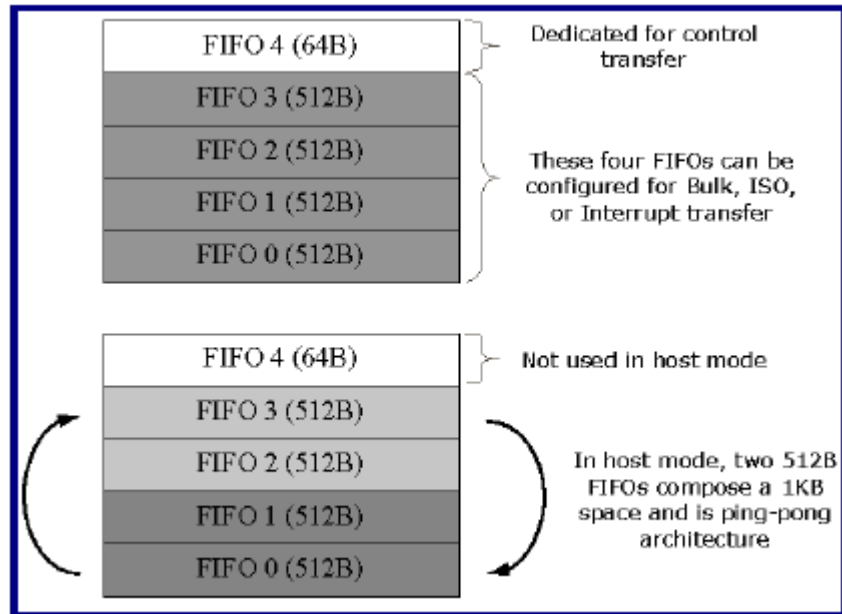 FIFO 4 (64B)
Dedicated for control
transfer
FIFO 3 (512B)
FIFO 2 (512B)
FIFO 1 (512B)
FIFO 0 (512B)
These four FIFOs can be
configured for Bulk, ISO,
or Interrupt transfer
FIFO 4 (64B)
Not used in host mode
FIFO 3 (512B)
FIFO 2 (512B)
FIFO 1 (512B)
FIFO 0 (512B)
In host mode, two 512B
FIFOs compose a 1KB
space and is ping-pong
architecture